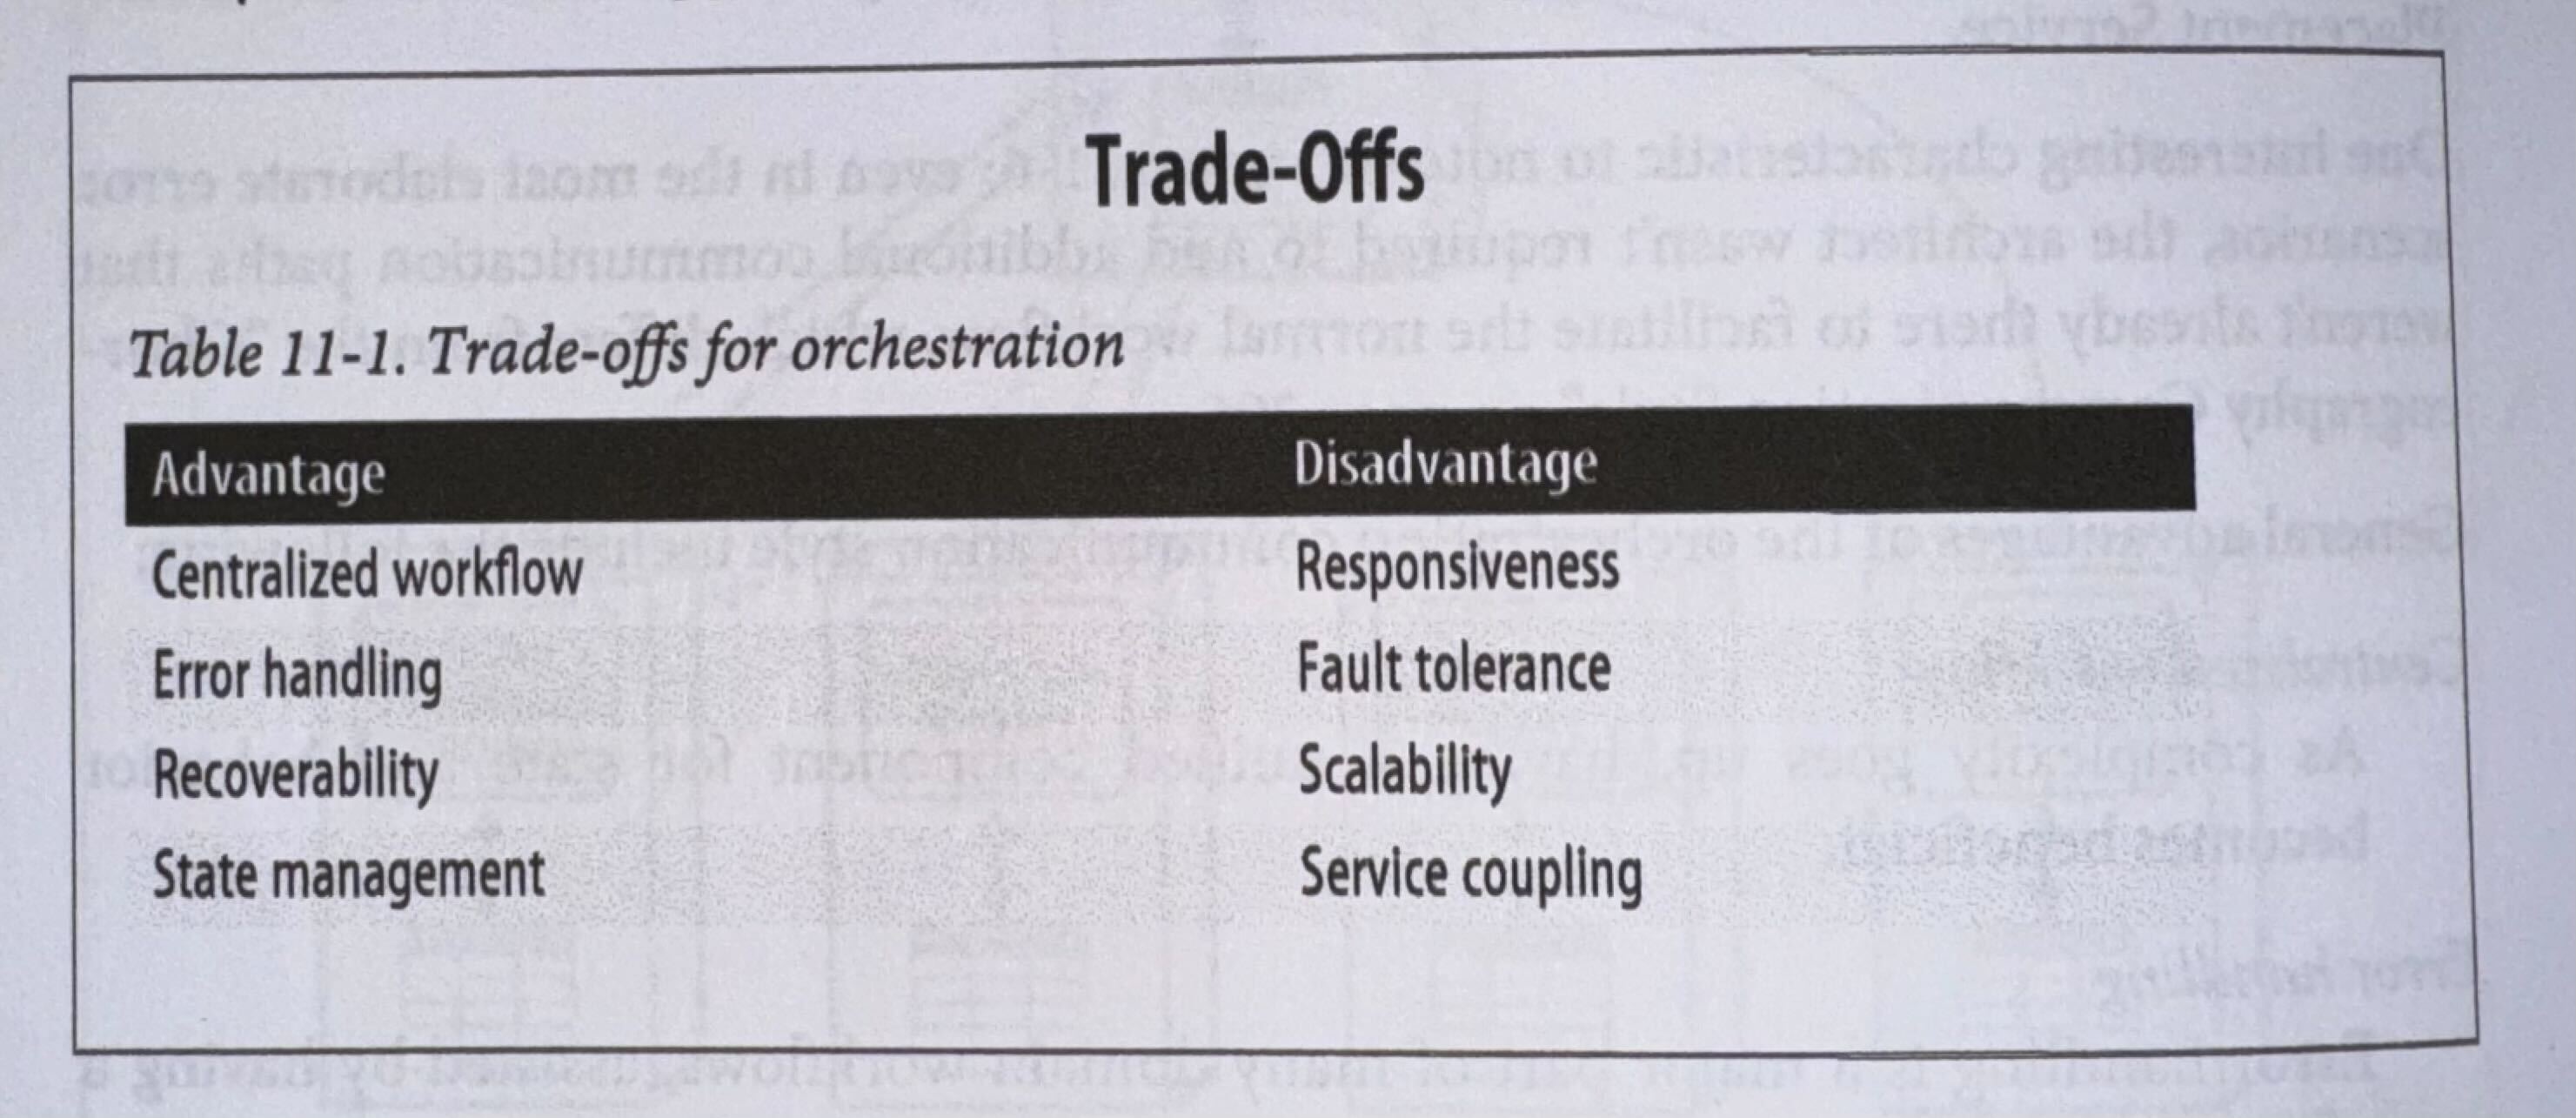 Trade-Offs
Table 11-1. Trade-offs for orchestration
Advantage Disadvantage
Centralized workflow Responsiveness
Error handling Fault tolerance
Recoverability Scalability
State management Service coupling